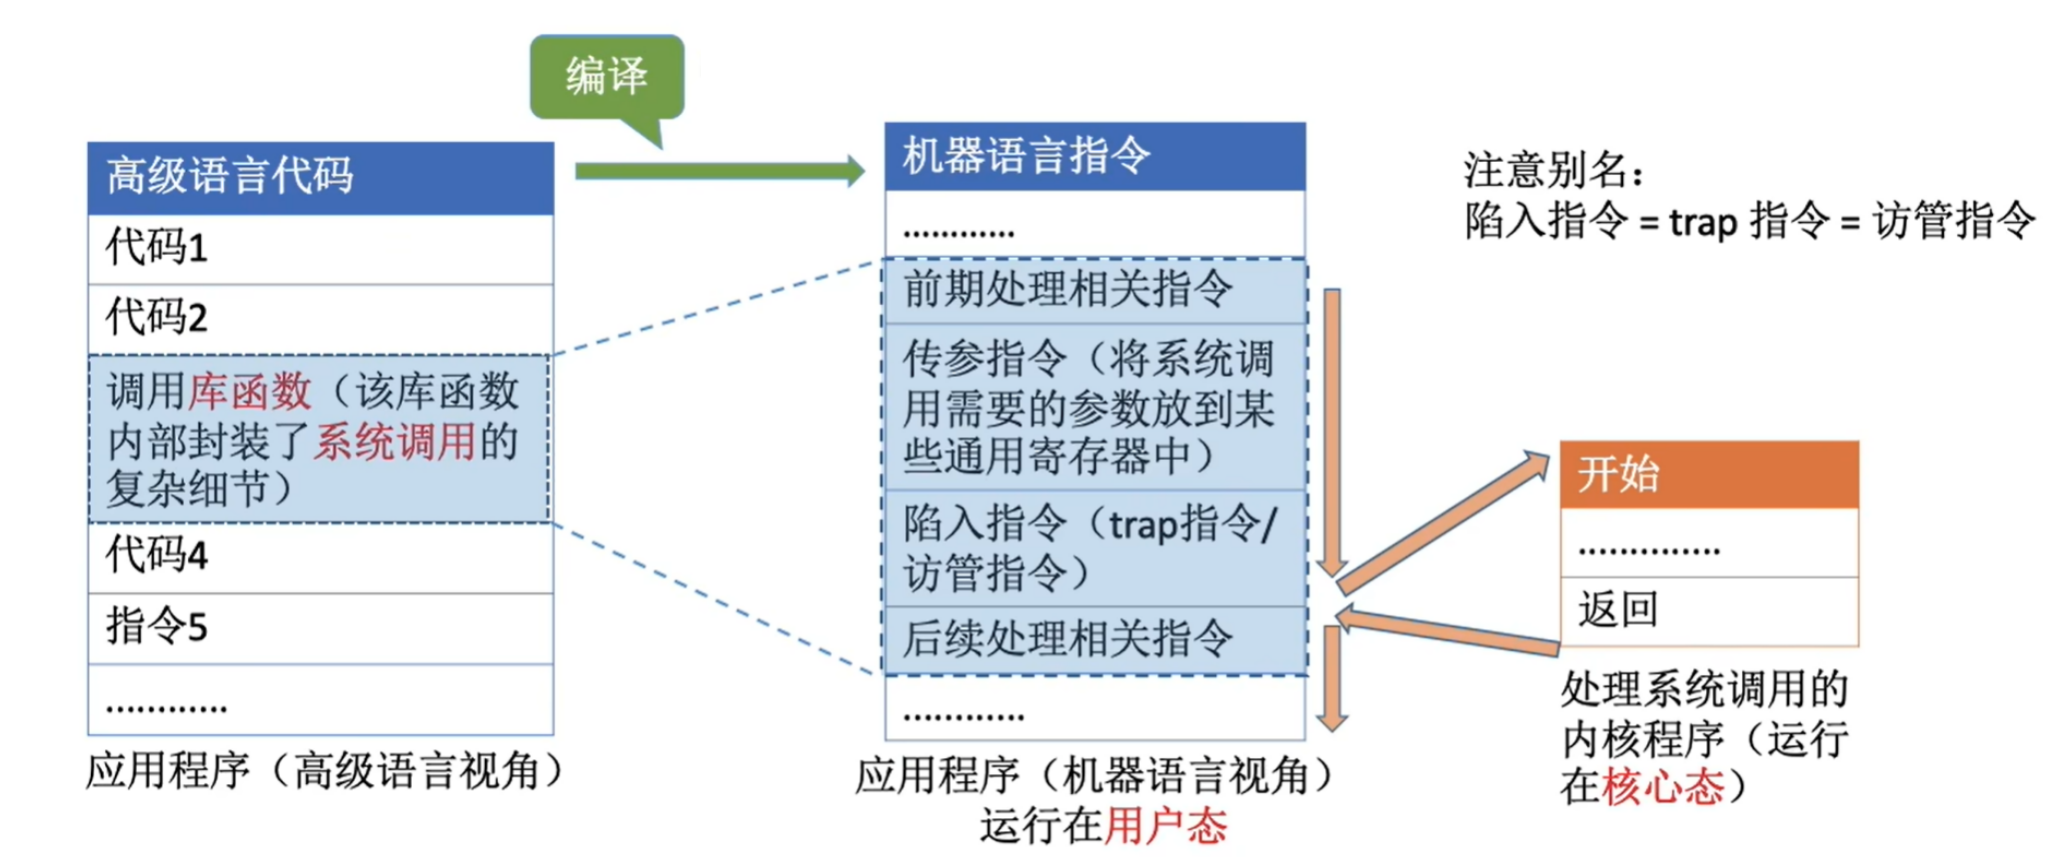 编译
高级语言代码
代码1
代码2
调用库函数（该库函数
内部封装了系统调用的
复杂细节）
代码4
指令5
............
应用程序（高级语言视角）
机器语言指令
............
前期处理相关指令
传参指令（将系统调
用需要的参数放到某
些通用寄存器中）
陷入指令（trap指令/
访管指令）
后续处理相关指令
............
应用程序（机器语言视角）
运行在用户态
注意别名：
陷入指令 = trap 指令 = 访管指令
开始
..............
返回
处理系统调用的
内核程序（运行
在核心态）